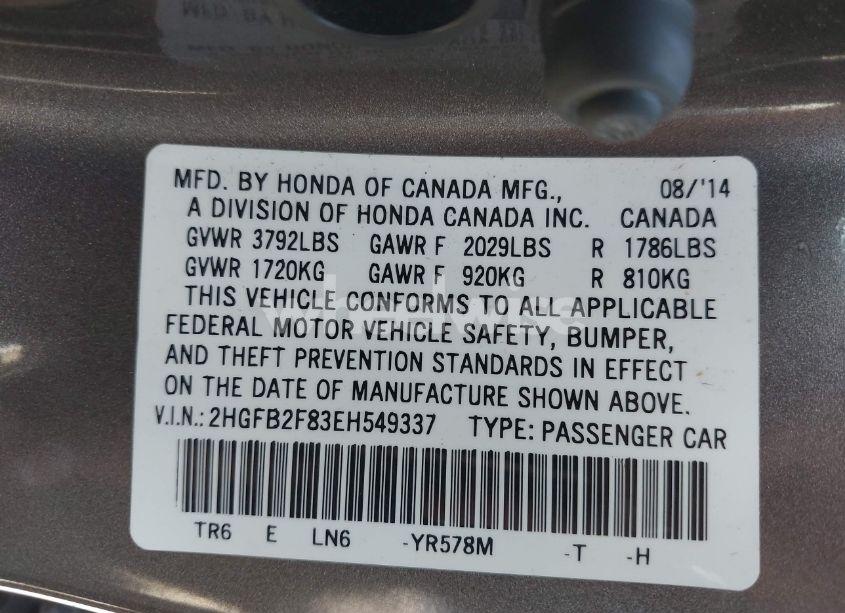 MFD. BY HONDA OF CANADA MFG., 08/'14
A DIVISION OF HONDA CANADA INC. CANADA
GVWR 3792LBS GAWR F 2029LBS R 1786LBS
GVWR 1720KG GAWR F 920KG R 810KG
THIS VEHICLE CONFORMS TO ALL APPLICABLE
FEDERAL MOTOR VEHICLE SAFETY, BUMPER,
AND THEFT PREVENTION STANDARDS IN EFFECT
ON THE DATE OF MANUFACTURE SHOWN ABOVE.
V.I.N.: 2HGFB2F83EH549337 TYPE: PASSENGER CAR
TR6 E LN6 -YR578M -T -H